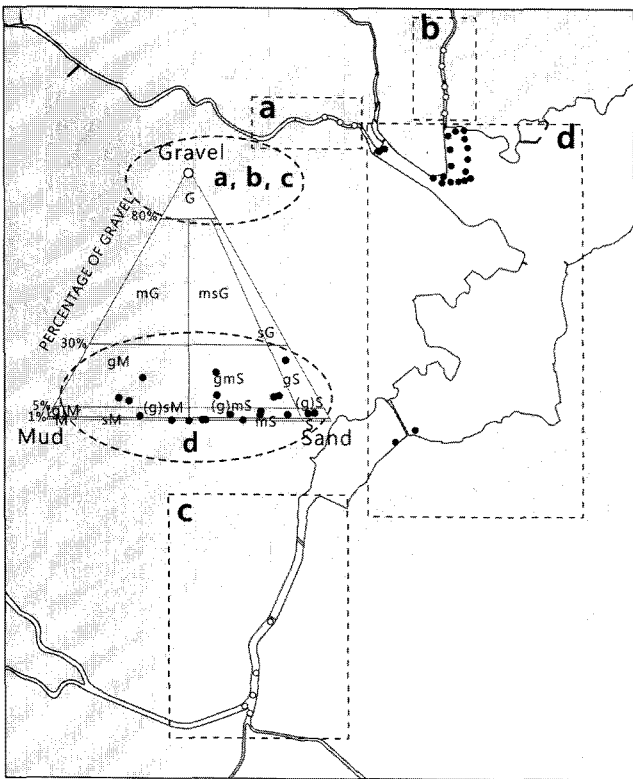 b
a
d
Gravel
a, b, c
G
80%
PERCENTAGE OF GRAVEL
mG
msG
sG
30%
gM
gmS
gS
5%
(g)M
(g)sM
(g)mS
(g)S
1%
M
sM
mS
Mud
d
Sand
c